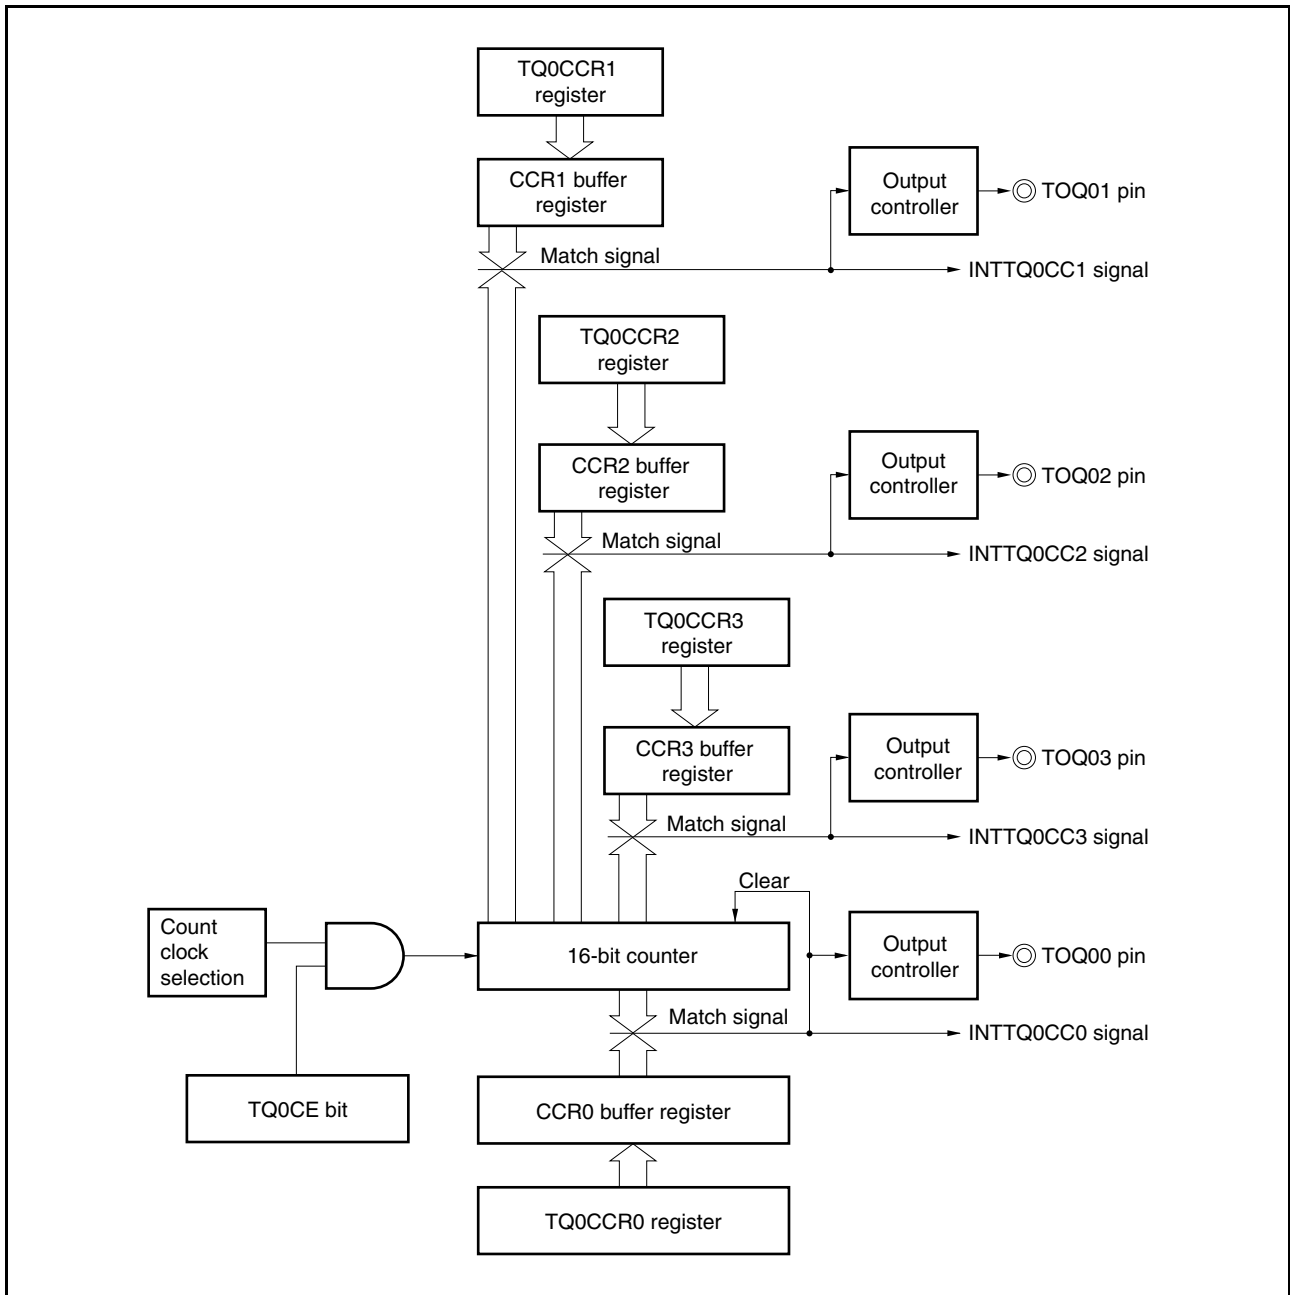 TQ0CCR1
register
CCR1 buffer
register
Output
controller
TOQ01 pin
Match signal
INTTQ0CC1 signal
TQ0CCR2
register
CCR2 buffer
register
Output
controller
TOQ02 pin
Match signal
INTTQ0CC2 signal
TQ0CCR3
register
CCR3 buffer
register
Output
controller
TOQ03 pin
Match signal
INTTQ0CC3 signal
Clear
Count
clock
selection
16-bit counter
Output
controller
TOQ00 pin
Match signal
INTTQ0CC0 signal
TQ0CE bit
CCR0 buffer register
TQ0CCR0 register